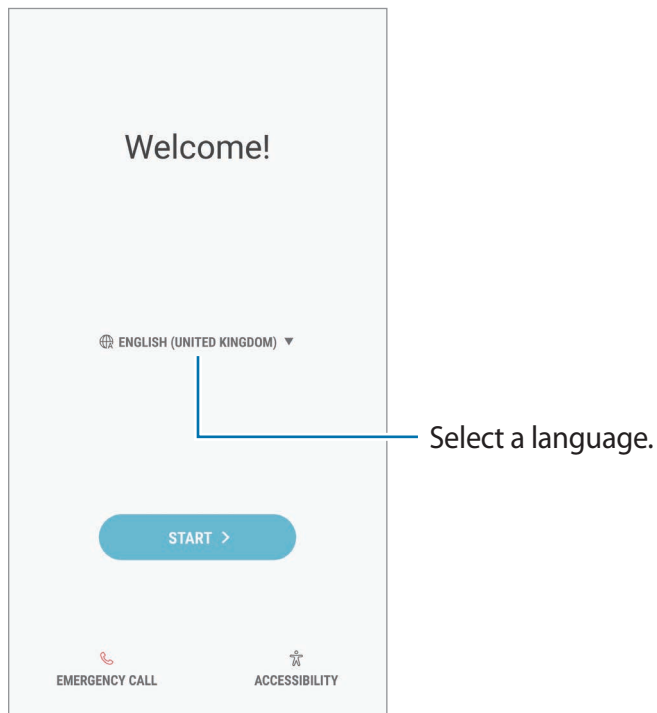 Welcome!
ENGLISH (UNITED KINGDOM)
Select a language.
START
EMERGENCY CALL
ACCESSIBILITY